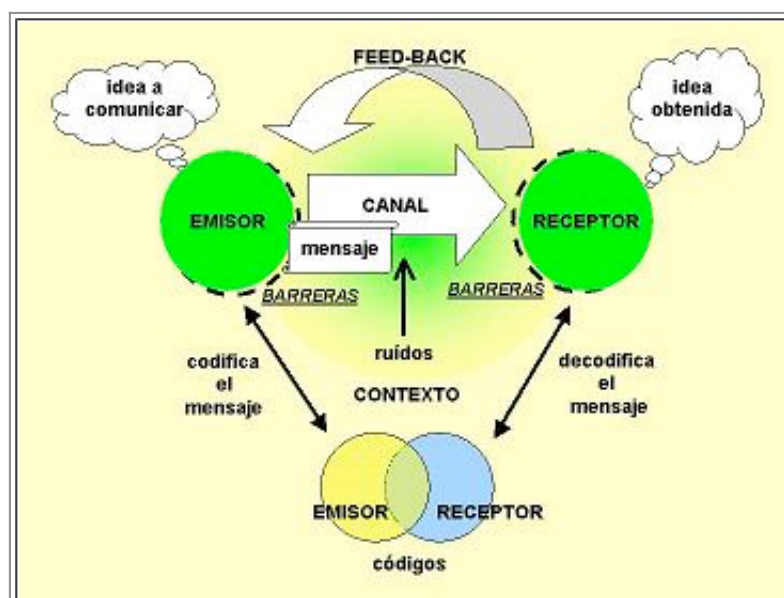 FEED-BACK
idea a
comunicar
idea
obtenida
EMISOR
CANAL
RECEPTOR
mensaje
BARRERAS
BARRERAS
ruídos
codifica
el
mensaje
decodifica
el
mensaje
CONTEXTO
EMISOR
RECEPTOR
códigos